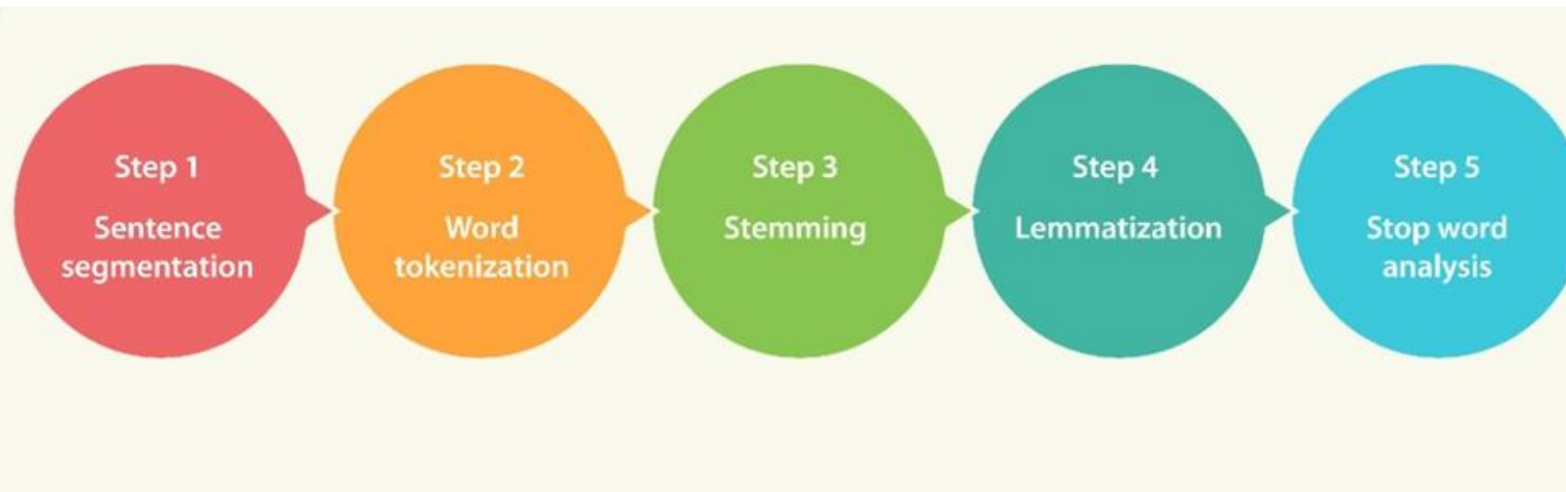 Step 1
Sentence
segmentation
Step 2
Word
tokenization
Step 3
Stemming
Step 4
Lemmatization
Step 5
Stop word
analysis